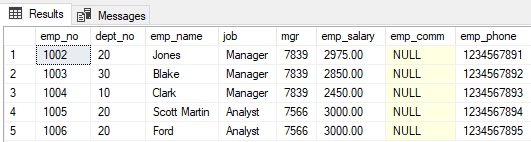 Results Messages
emp_no dept_no emp_name job mgr emp_salary emp_comm emp_phone
1 1002 20 Jones Manager 7839 2975.00 NULL 1234567891
2 1003 30 Blake Manager 7839 2850.00 NULL 1234567892
3 1004 10 Clark Manager 7839 2450.00 NULL 1234567893
4 1005 20 Scott Martin Analyst 7566 3000.00 NULL 1234567894
5 1006 20 Ford Analyst 7566 3000.00 NULL 1234567895